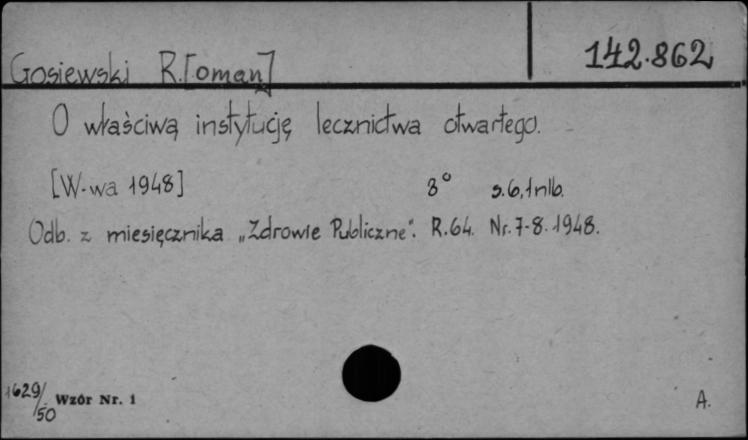 Gosiewski R.[oman] 142.862
O właściwą instytucję lecznictwa otwartego.
[W-wa 1948] 8° s.6,1nlb.
Odb. z miesięcznika „Zdrowie Publiczne". R.64. Nr.7-8.1948.
1629/50 Wzór Nr. 1 A.